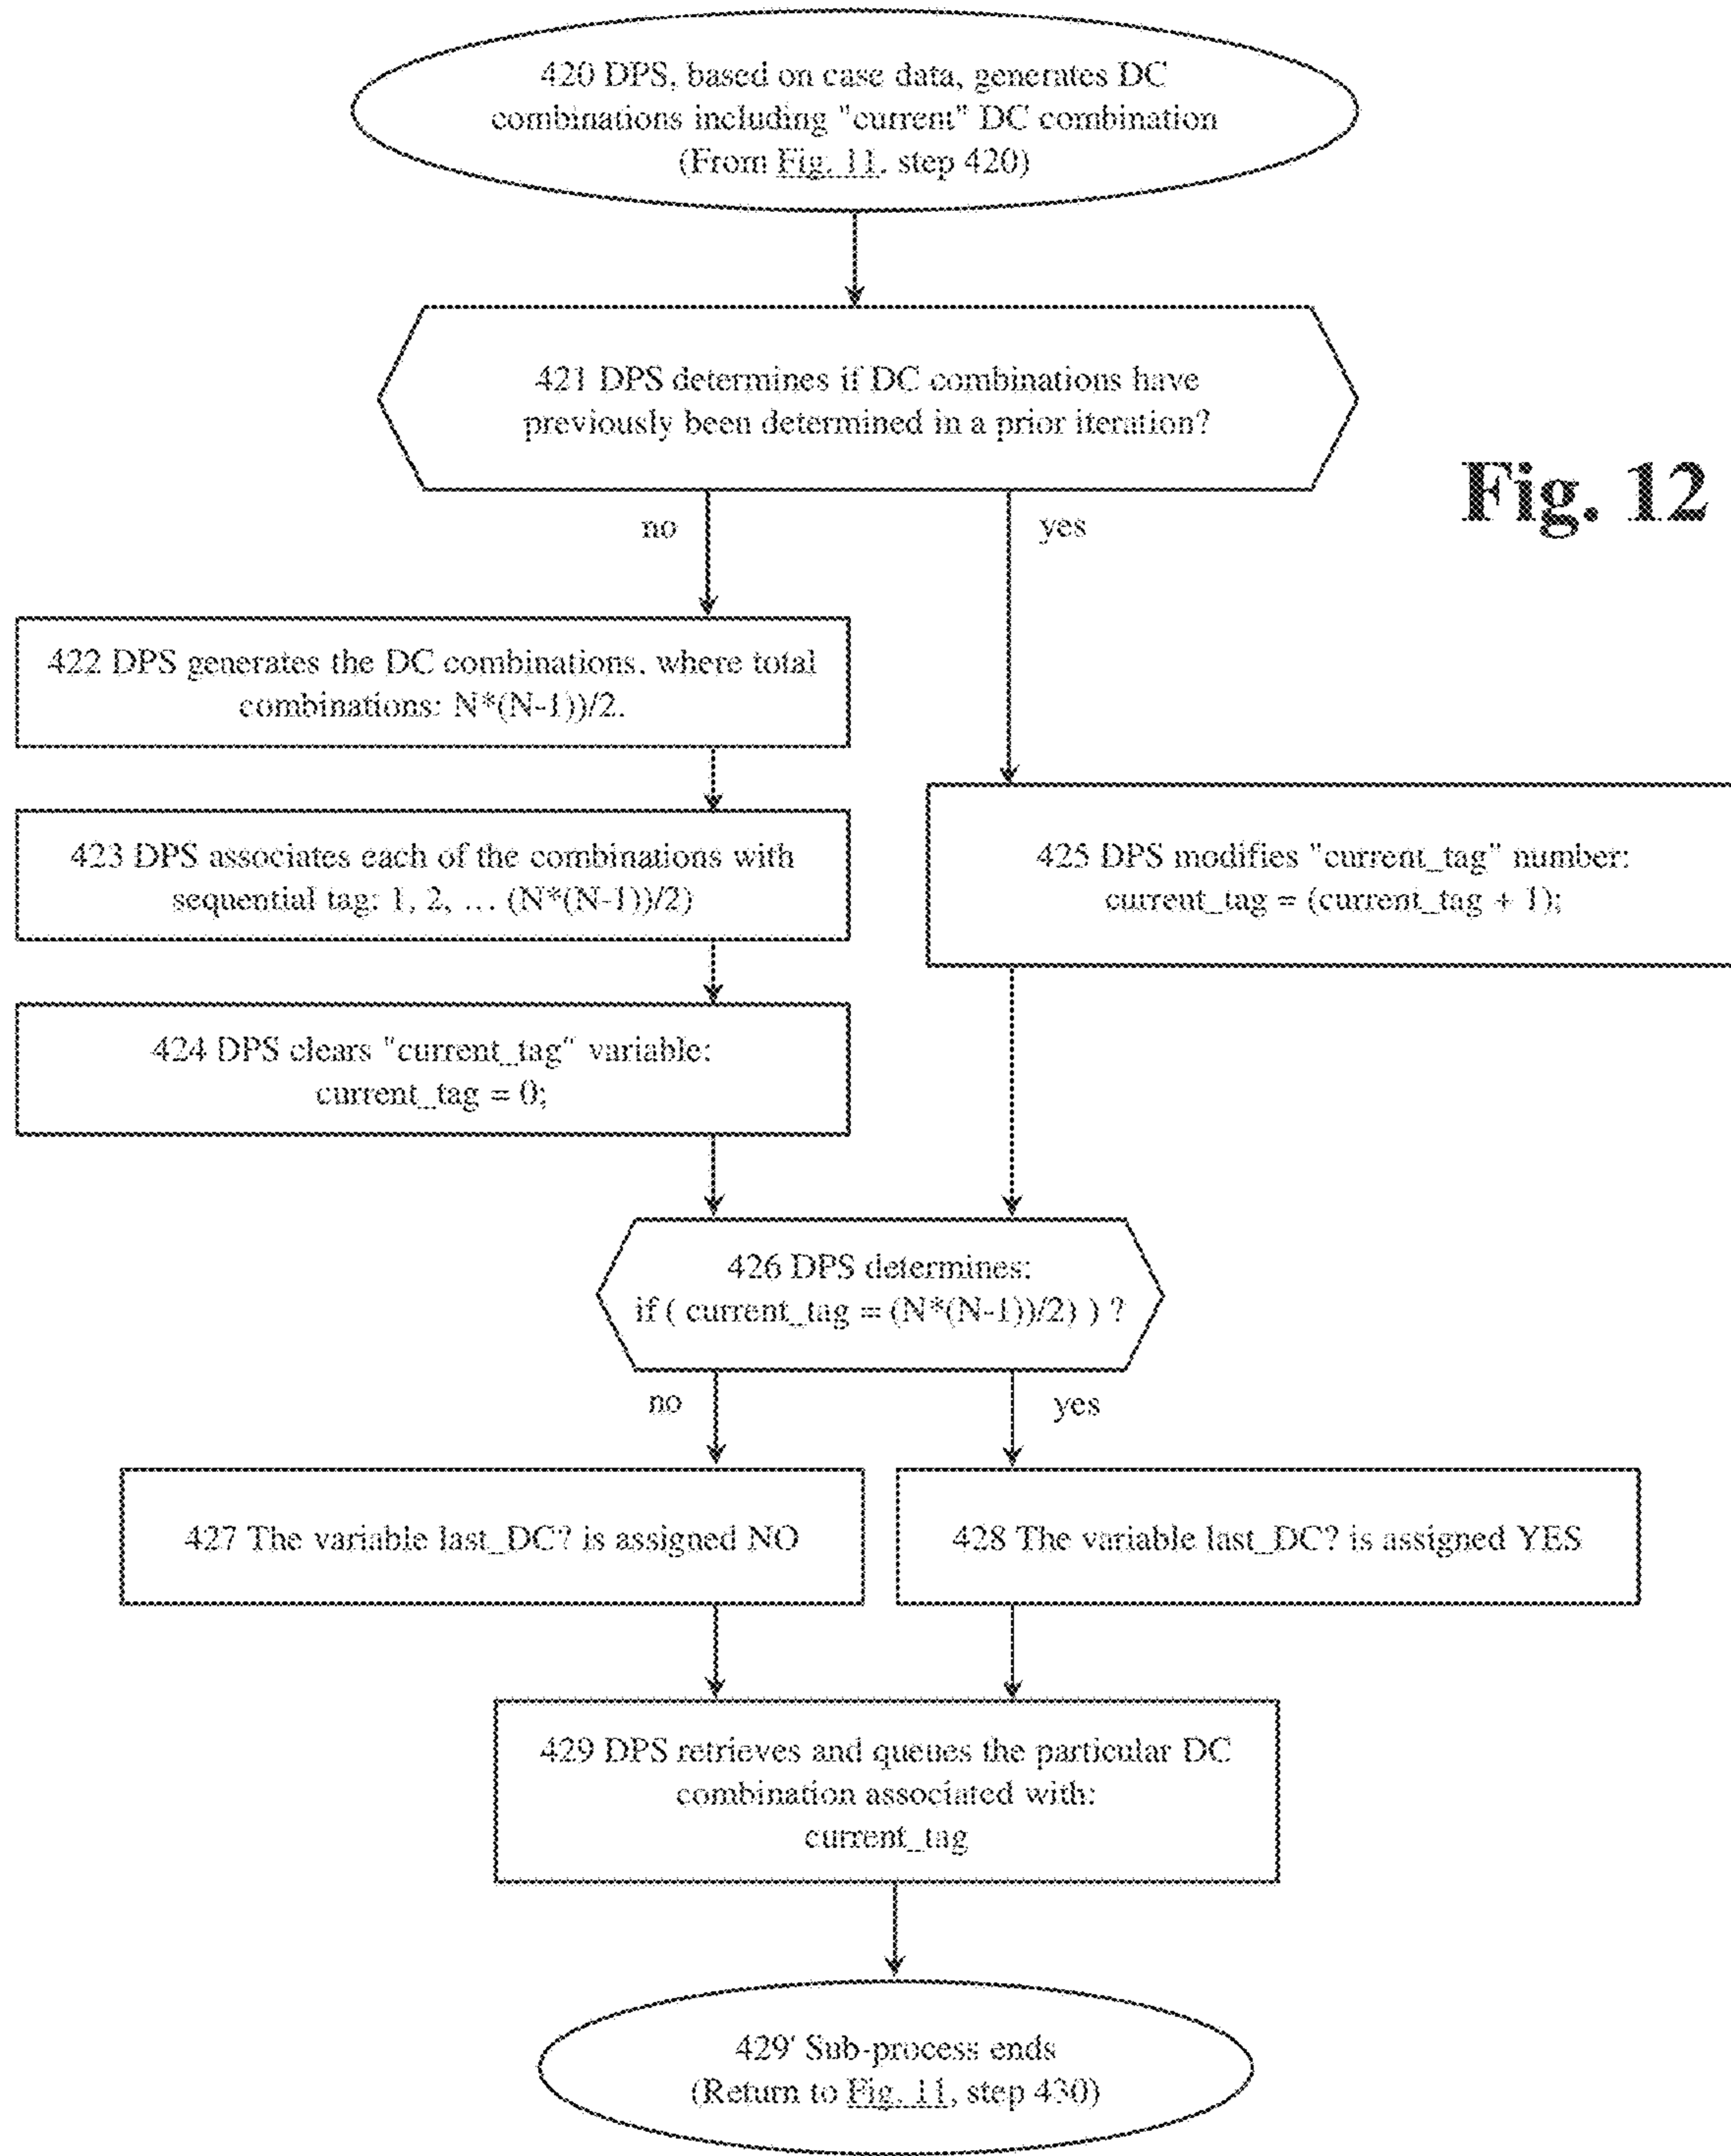 420 DPS, based on case data, generates DC
combinations including "current" DC combination
(From Fig. 11, step 420)
421 DPS determines if DC combinations have
previously been determined in a prior iteration?
Fig. 12
no
yes
422 DPS generates the DC combinations, where total
combinations: N*(N-1))/2.
423 DPS associates each of the combinations with
sequential tag: 1, 2, … (N*(N-1))/2)
425 DPS modifies "current_tag" number:
current_tag = (current_tag + 1);
424 DPS clears "current_tag" variable:
current_tag = 0;
426 DPS determines:
if ( current_tag = (N*(N-1))/2) ) ?
no
yes
427 The variable last_DC? is assigned NO
428 The variable last_DC? is assigned YES
429 DPS retrieves and queues the particular DC
combination associated with:
current_tag
429' Sub-process ends
(Return to Fig. 11, step 430)